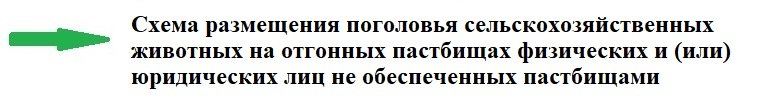 Схема размещения поголовья сельскохозяйственных
животных на отгонных пастбищах физических и (или)
юридических лиц не обеспеченных пастбищами